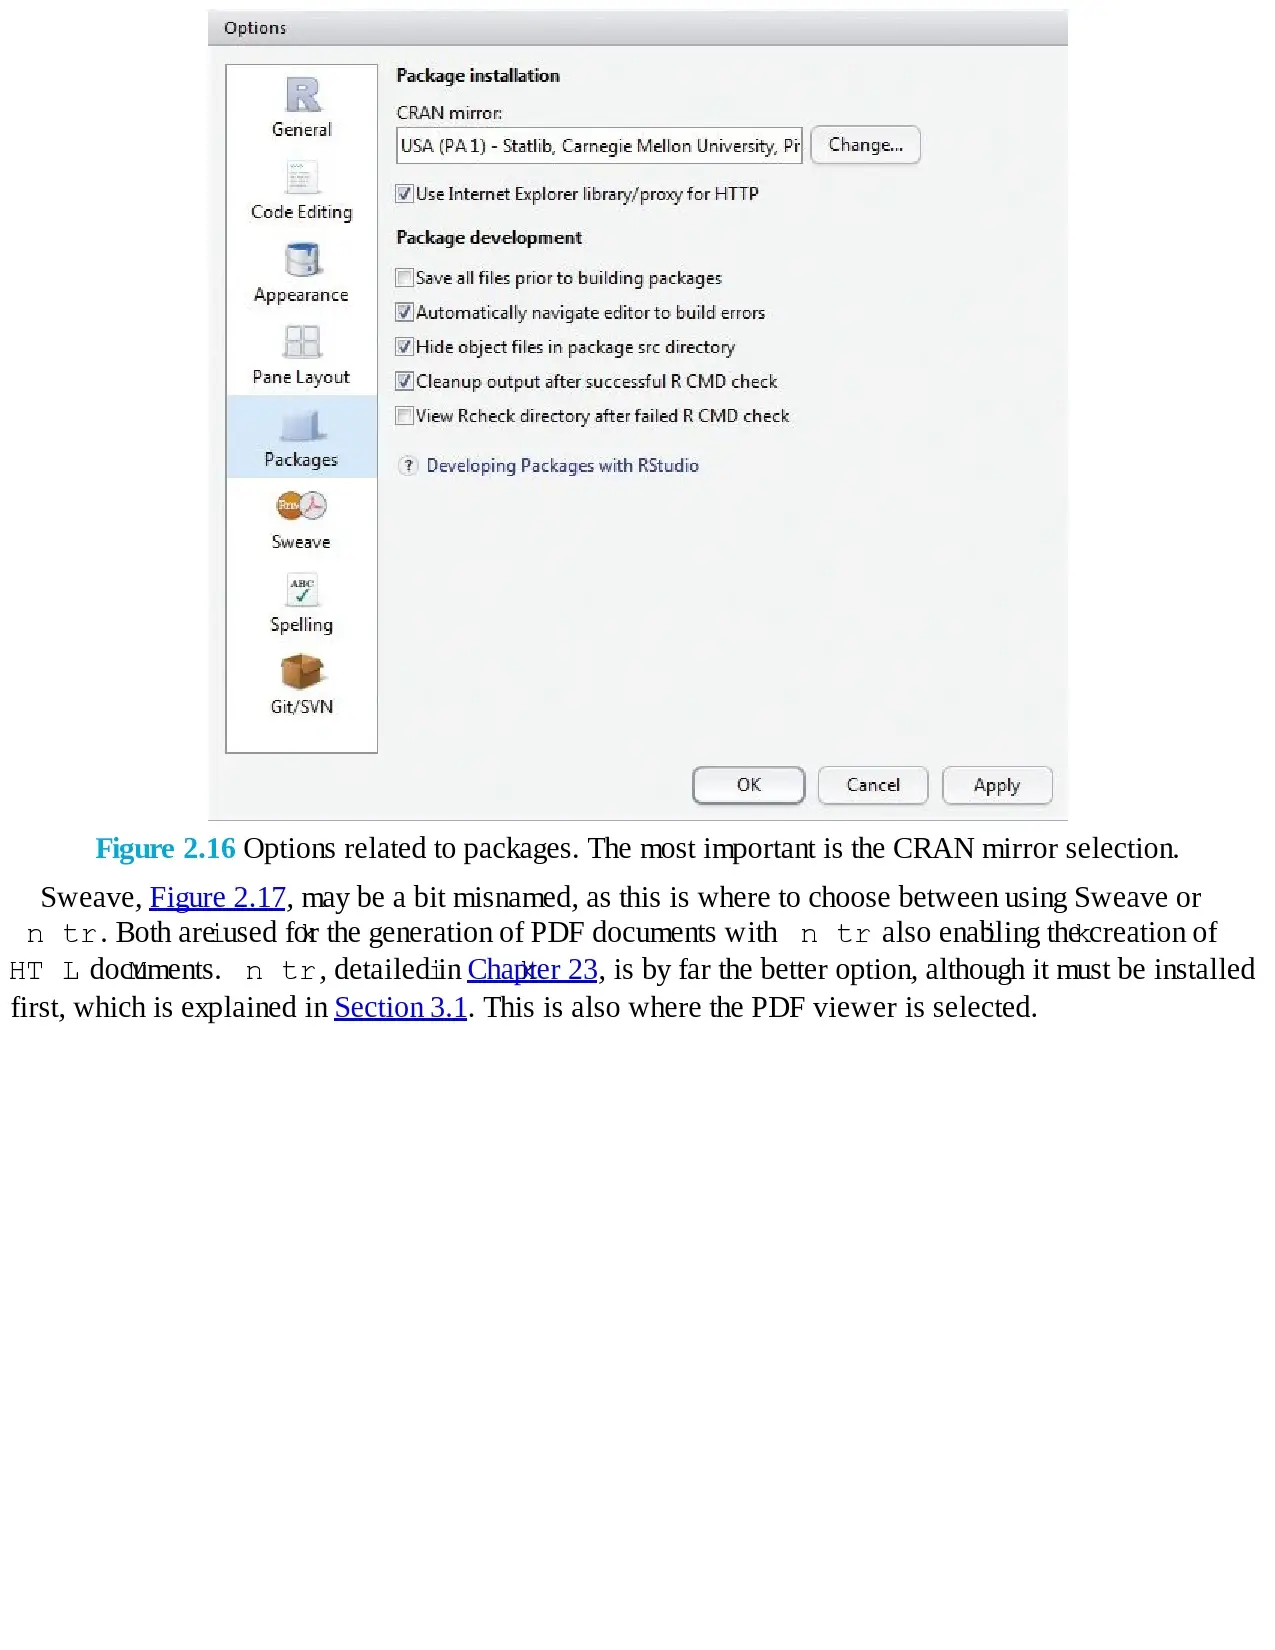 Options
General
Code Editing
Appearance
Pane Layout
Packages
Rnw
Sweave
ABC
Spelling
Git/SVN
Package installation
CRAN mirror:
USA (PA 1) - Statlib, Carnegie Mellon University, Pi
Change...
Use Internet Explorer library/proxy for HTTP
Package development
Save all files prior to building packages
Automatically navigate editor to build errors
Hide object files in package src directory
Cleanup output after successful R CMD check
View Rcheck directory after failed R CMD check
? Developing Packages with RStudio
OK Cancel Apply
Figure 2.16 Options related to packages. The most important is the CRAN mirror selection.
Sweave, Figure 2.17, may be a bit misnamed, as this is where to choose between using Sweave or
knitr. Both are used for the generation of PDF documents with knitr also enabling the creation of
HTML documents. knitr, detailed in Chapter 23, is by far the better option, although it must be installed
first, which is explained in Section 3.1. This is also where the PDF viewer is selected.